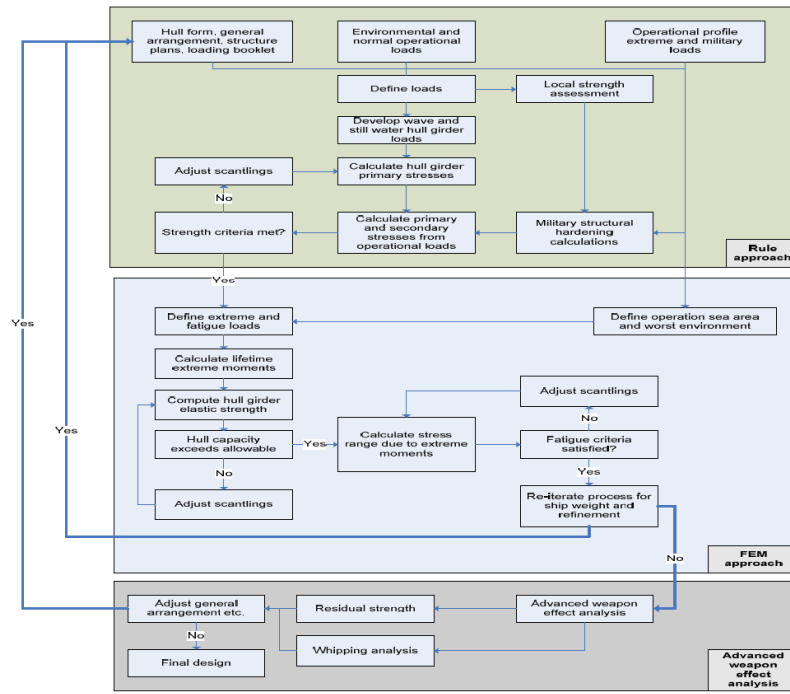 Hull form, general
arrangement, structure
plans, loading booklet
Environmental and
normal operational
loads
Operational profile
extreme and military
loads
Define loads
Local strength
assessment
Develop wave and
still water hull girder
loads
Adjust scantlings
Calculate hull girder
primary stresses
No
Strength criteria met?
Calculate primary
and secondary
stresses from
operational loads
Military structural
hardening
calculations
Rule
approach
Yes
Yes
Define extreme and
fatigue loads
Define operation sea area
and worst environment
Calculate lifetime
extreme moments
Compute hull girder
elastic strength
Adjust scantlings
No
Yes
Hull capacity
exceeds allowable
Yes
Calculate stress
range due to extreme
moments
Fatigue criteria
satisfied?
No
Yes
Adjust scantlings
Re-iterate process for
ship weight and
refinement
No
FEM
approach
Adjust general
arrangement etc.
Residual strength
Advanced weapon
effect analysis
No
Whipping analysis
Final design
Advanced
weapon
effect
analysis